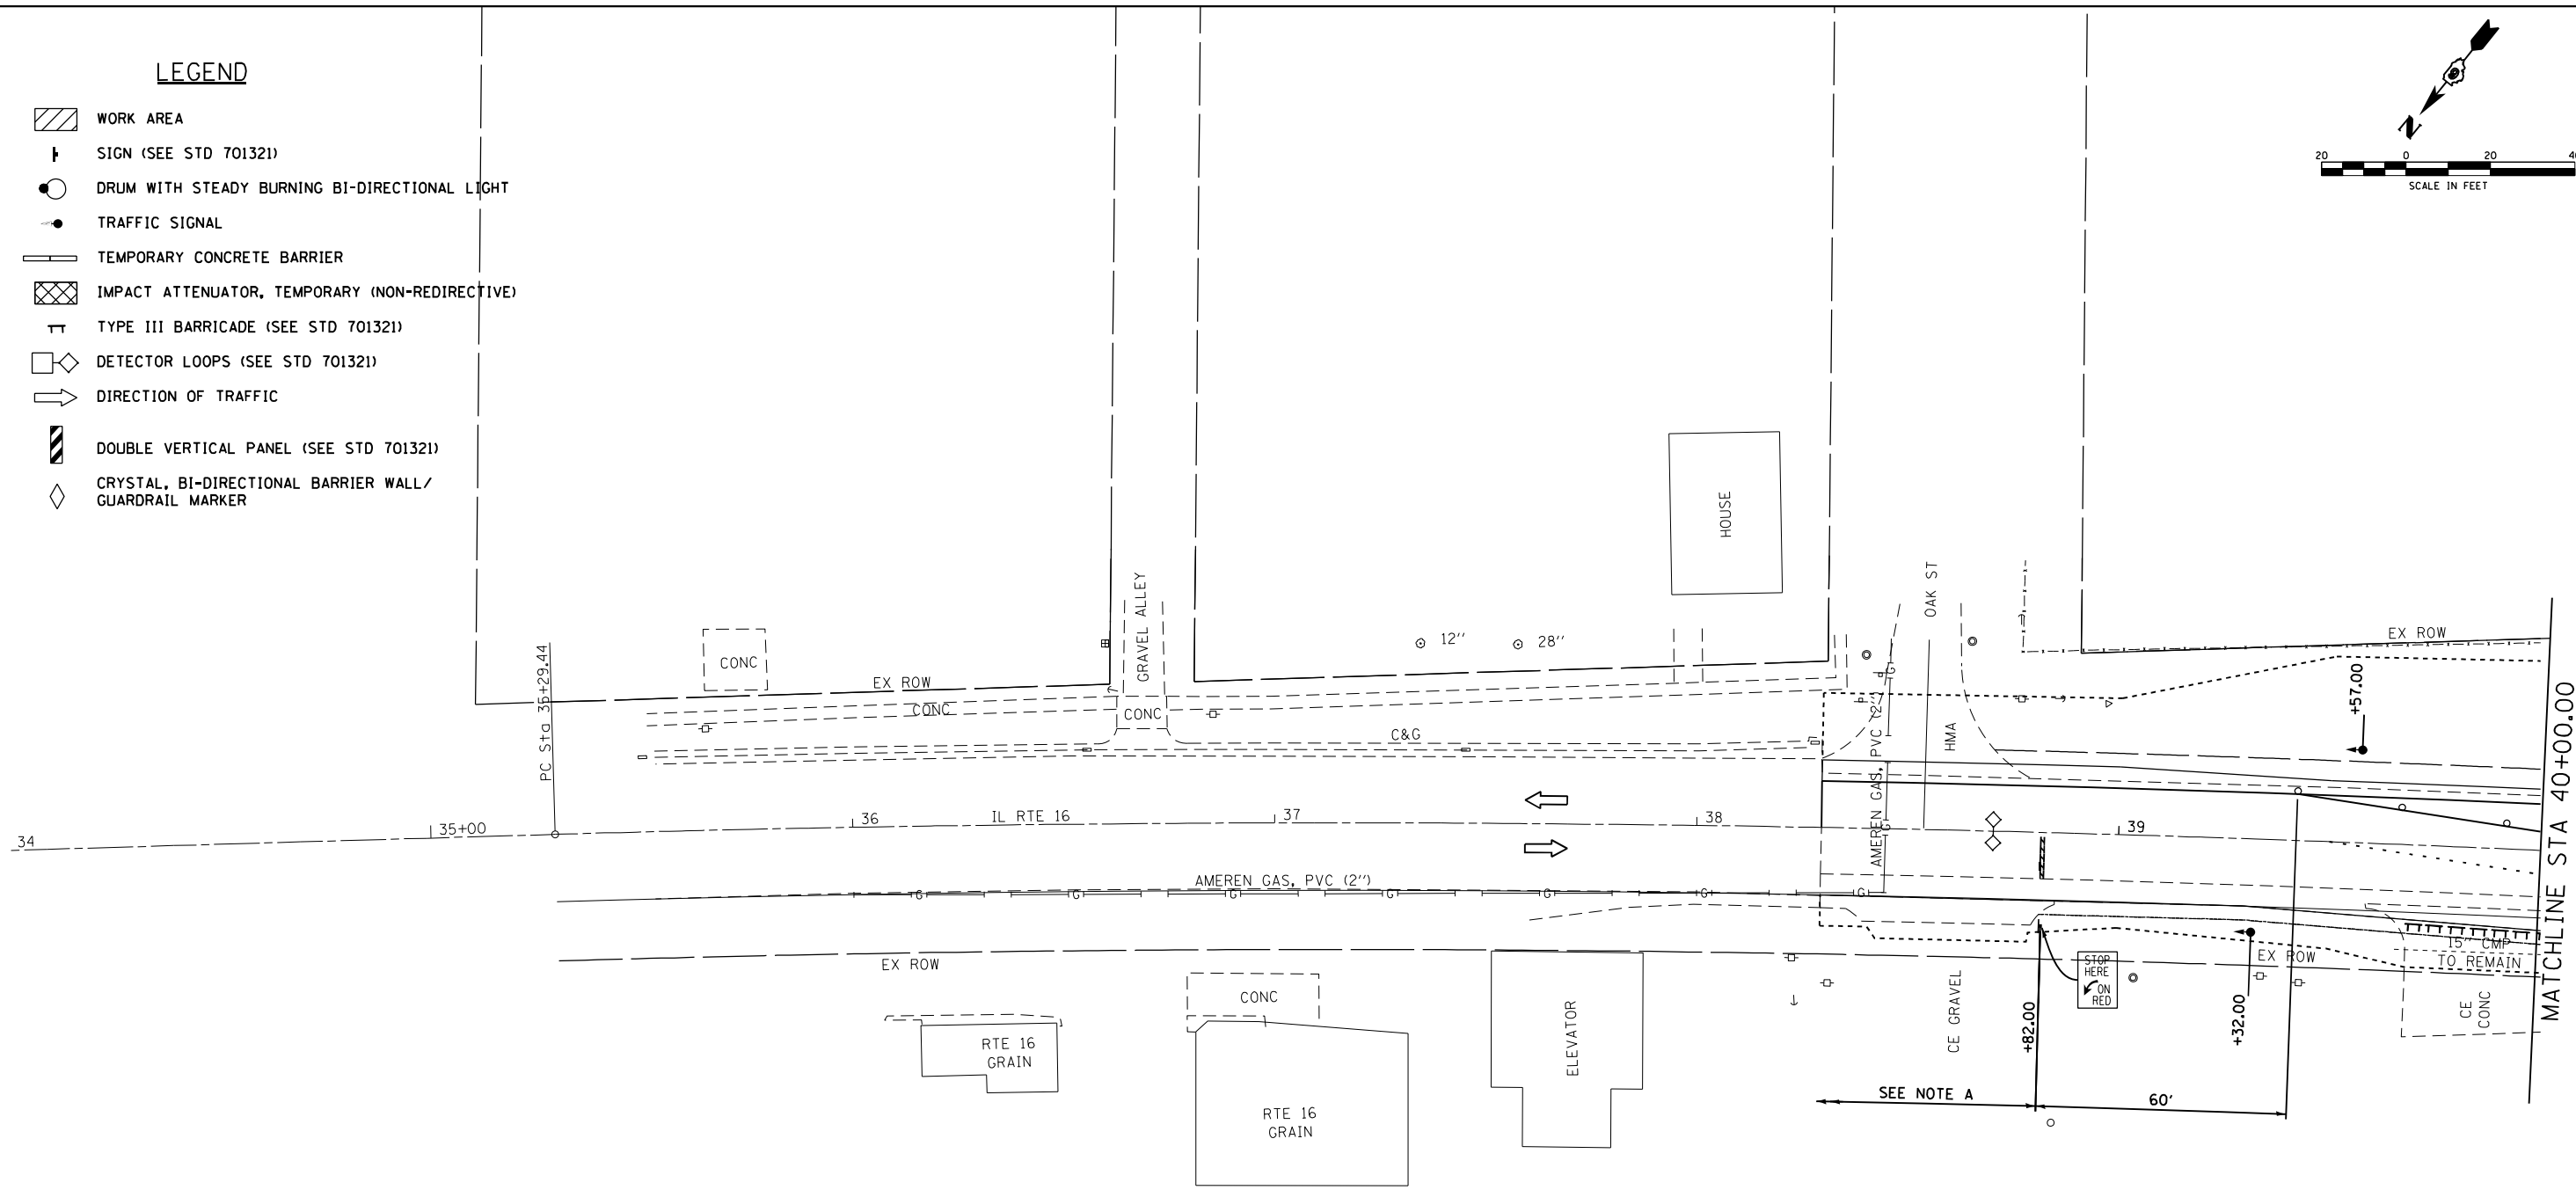 LEGEND
WORK AREA
SIGN (SEE STD 701321)
DRUM WITH STEADY BURNING BI-DIRECTIONAL LIGHT
TRAFFIC SIGNAL
TEMPORARY CONCRETE BARRIER
IMPACT ATTENUATOR, TEMPORARY (NON-REDIRECTIVE)
TYPE III BARRICADE (SEE STD 701321)
DETECTOR LOOPS (SEE STD 701321)
DIRECTION OF TRAFFIC
DOUBLE VERTICAL PANEL (SEE STD 701321)
CRYSTAL, BI-DIRECTIONAL BARRIER WALL/
GUARDRAIL MARKER
N
20 0 20 40
SCALE IN FEET
HOUSE
GRAVEL ALLEY
OAK ST
12''
28''
EX ROW
CONC
EX ROW
CONC
CONC
PC Sta 35+29.44
C&G
AMEREN GAS, PVC (2'')
HMA
+57.00
MATCHLINE STA 40+00.00
34
35+00
36
IL RTE 16
37
38
39
AMEREN GAS, PVC (2'')
G
G
G
G
G
G
G
G
G
EX ROW
EX ROW
15'' CMP
TO REMAIN
STOP
HERE
ON
RED
CE GRAVEL
+82.00
+32.00
CE
CONC
CONC
ELEVATOR
RTE 16
GRAIN
RTE 16
GRAIN
SEE NOTE A
60'